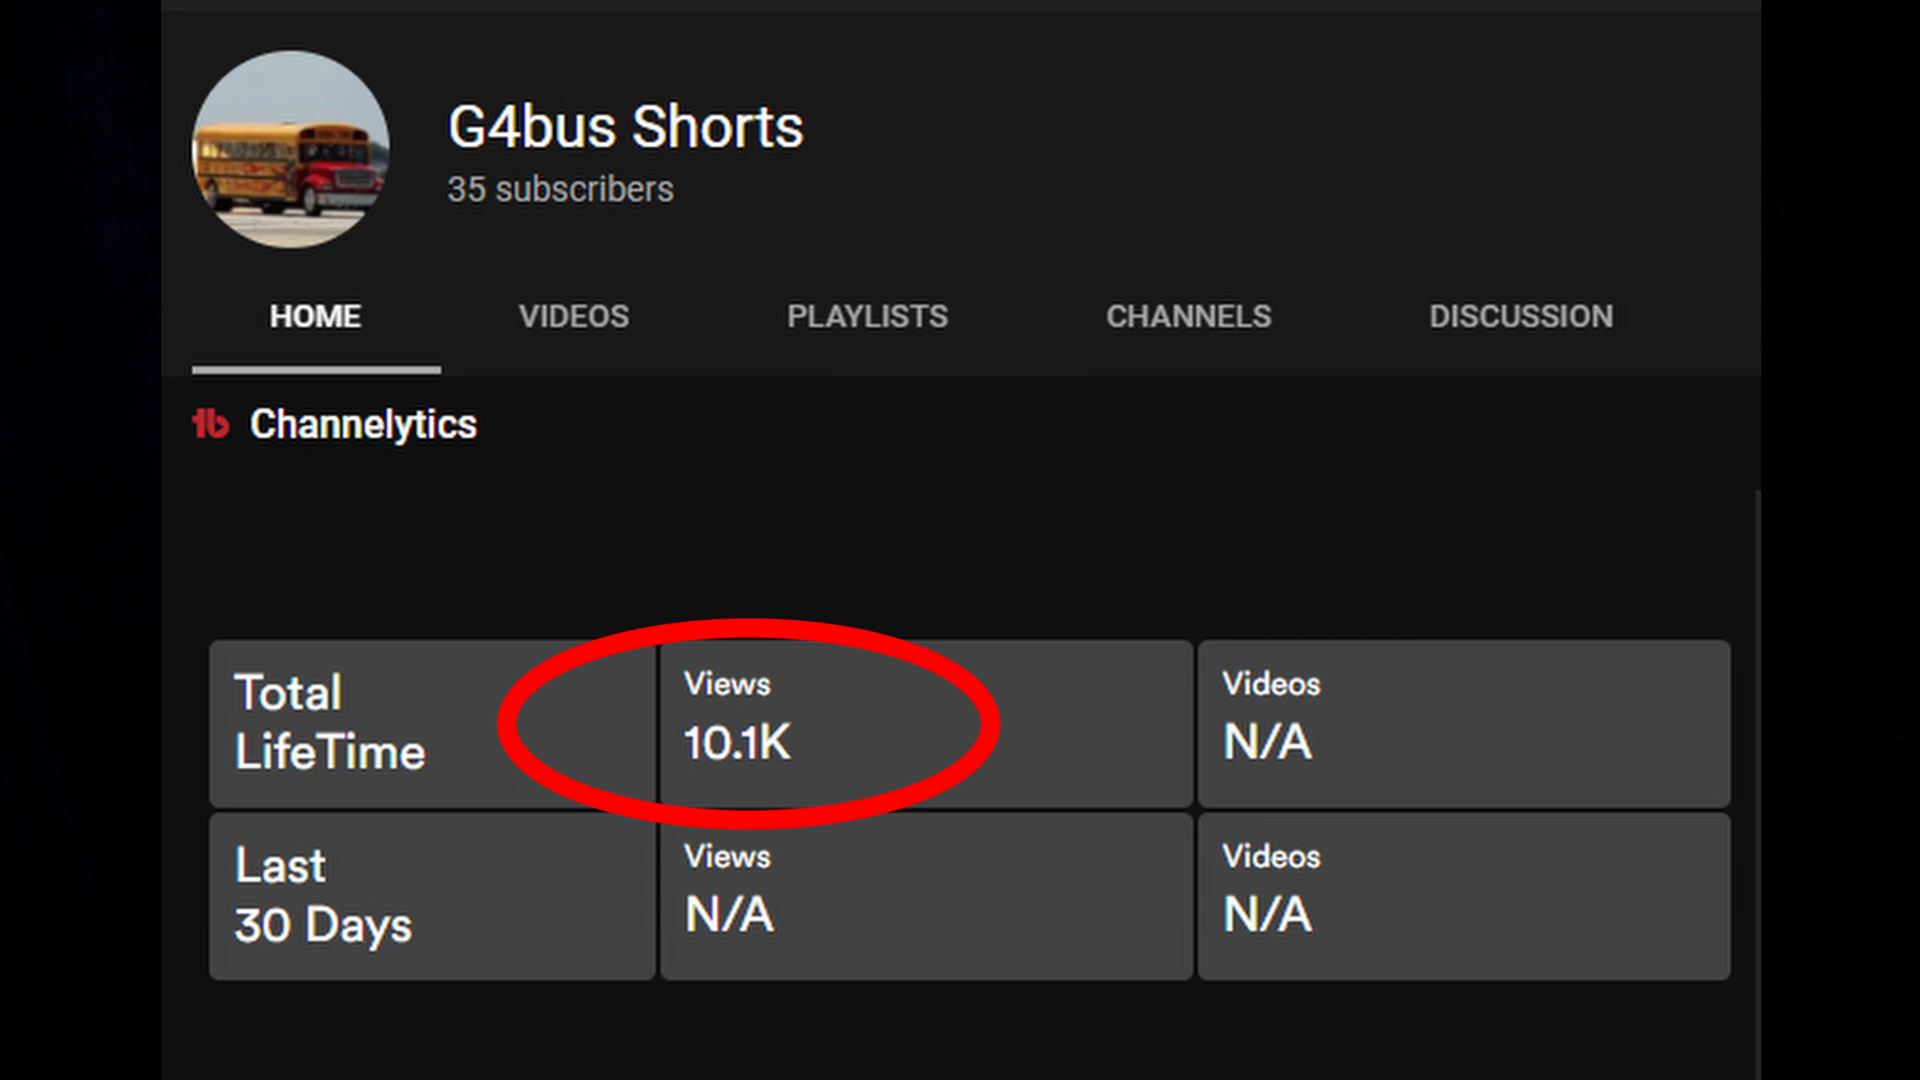 G4bus Shorts
35 subscribers
HOME VIDEOS PLAYLISTS CHANNELS DISCUSSION
tb Channelytics
Total
LifeTime
Views
10.1K
Videos
N/A
Last
30 Days
Views
N/A
Videos
N/A